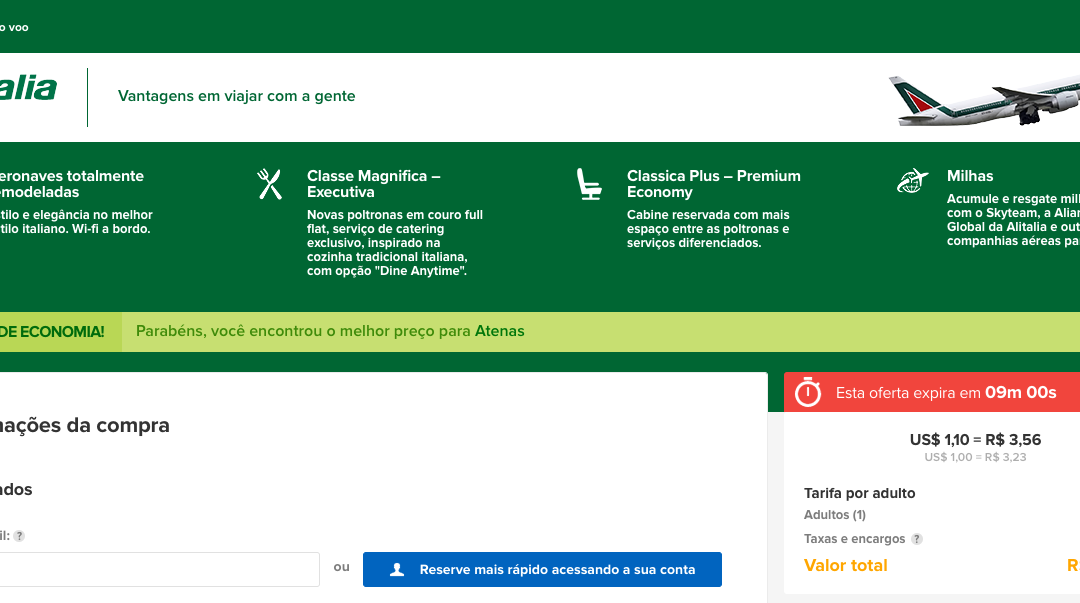 o voo
alia
Vantagens em viajar com a gente
eronaves totalmente
modeladas
tilo e elegância no melhor
tilo italiano. Wi-fi a bordo.
Classe Magnifica –
Executiva
Novas poltronas em couro full
flat, serviço de catering
exclusivo, inspirado na
cozinha tradicional italiana,
com opção "Dine Anytime".
Classica Plus – Premium
Economy
Cabine reservada com mais
espaço entre as poltronas e
serviços diferenciados.
Milhas
Acumule e resgate mil
com o Skyteam, a Alian
Global da Alitalia e out
companhias aéreas pa
DE ECONOMIA!
Parabéns, você encontrou o melhor preço para Atenas
mações da compra
ados
il: ?
ou
Reserve mais rápido acessando a sua conta
Esta oferta expira em 09m 00s
US$ 1,10 = R$ 3,56
US$ 1,00 = R$ 3,23
Tarifa por adulto
Adultos (1)
Taxas e encargos ?
Valor total R